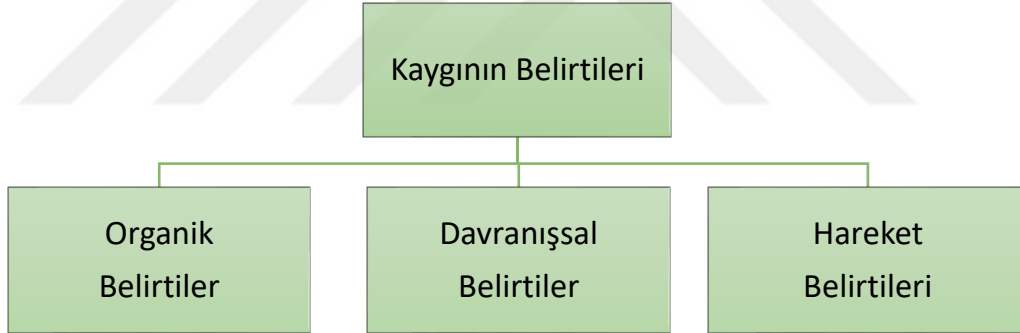 Kaygının Belirtileri
Organik
Belirtiler
Davranışsal
Belirtiler
Hareket
Belirtileri